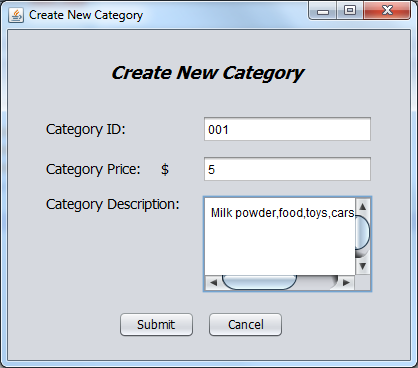 Create New Category
Create New Category
Category ID: 001
Category Price: $ 5
Category Description: Milk powder,food,toys,cars
Submit Cancel